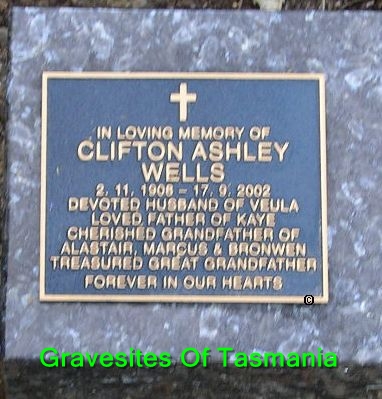 IN LOVING MEMORY OF
CLIFTON ASHLEY
WELLS
2. 11. 1906 – 17. 9. 2002
DEVOTED HUSBAND OF VEULA
LOVED FATHER OF KAYE
CHERISHED GRANDFATHER OF
ALASTAIR, MARCUS & BRONWEN
TREASURED GREAT GRANDFATHER
FOREVER IN OUR HEARTS
©
Gravesites Of Tasmania